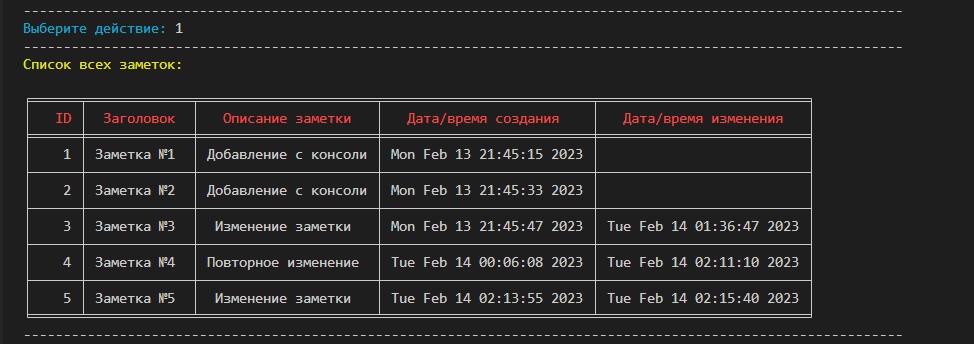 Выберите действие: 1
Список всех заметок:
ID Заголовок Описание заметки Дата/время создания Дата/время изменения
1 Заметка №1 Добавление с консоли Mon Feb 13 21:45:15 2023
2 Заметка №2 Добавление с консоли Mon Feb 13 21:45:33 2023
3 Заметка №3 Изменение заметки Mon Feb 13 21:45:47 2023 Tue Feb 14 01:36:47 2023
4 Заметка №4 Повторное изменение Tue Feb 14 00:06:08 2023 Tue Feb 14 02:11:10 2023
5 Заметка №5 Изменение заметки Tue Feb 14 02:13:55 2023 Tue Feb 14 02:15:40 2023